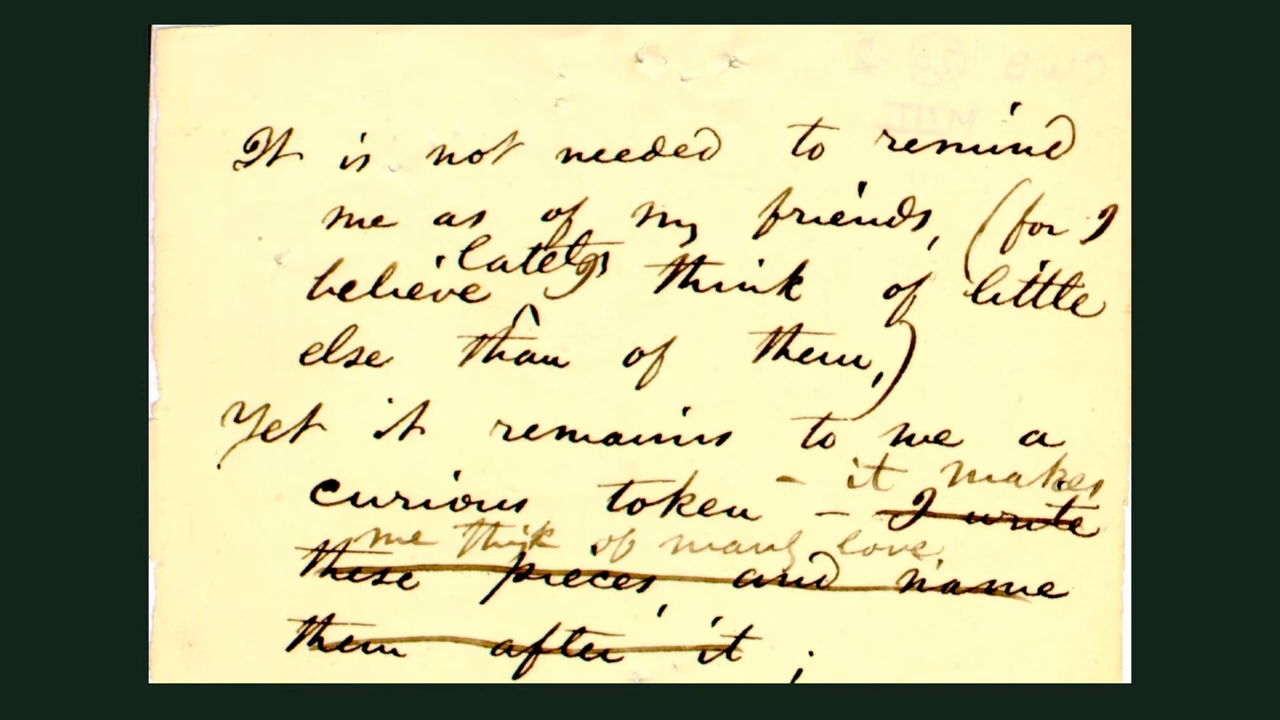 It is not needed to remind
me as of my friends, (for I
believe lately I think of little
else than of them,)
Yet it remains to me a
curious token – it makes
– I write
me think of manly love.
these pieces, and name
them after it;